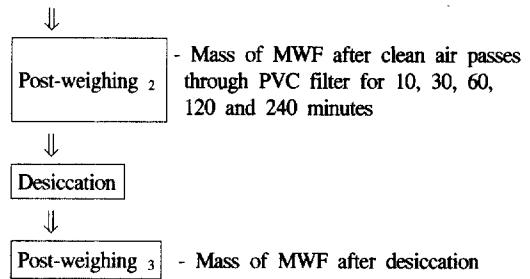 ⇓
- Mass of MWF after clean air passes
Post-weighing 2 through PVC filter for 10, 30, 60,
120 and 240 minutes
⇓
Desiccation
⇓
Post-weighing 3 - Mass of MWF after desiccation